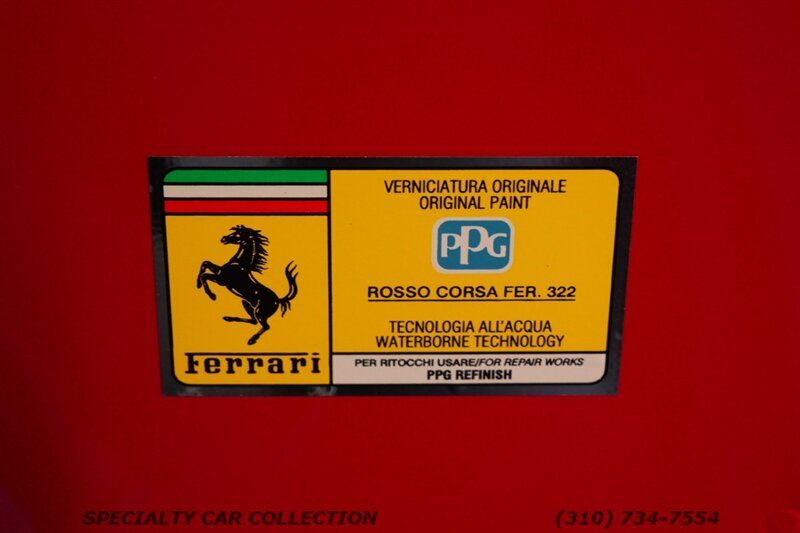 VERNICIATURA ORIGINALE
ORIGINAL PAINT
PPG
ROSSO CORSA FER. 322
TECNOLOGIA ALL'ACQUA
WATERBORNE TECHNOLOGY
Ferrari
PER RITOCCHI USARE/FOR REPAIR WORKS
PPG REFINISH
SPECIALTY CAR COLLECTION
(310) 734-7554